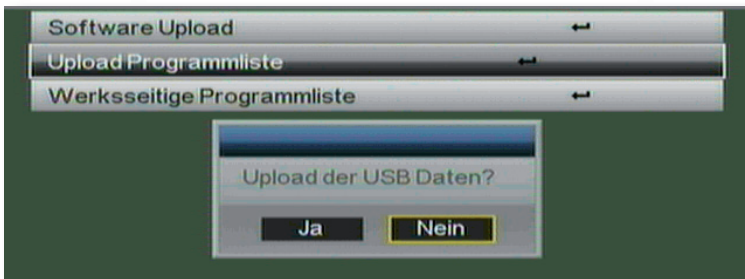 Software Upload
Upload Programmliste
Werksseitige Programmliste
Upload der USB Daten?
Ja Nein